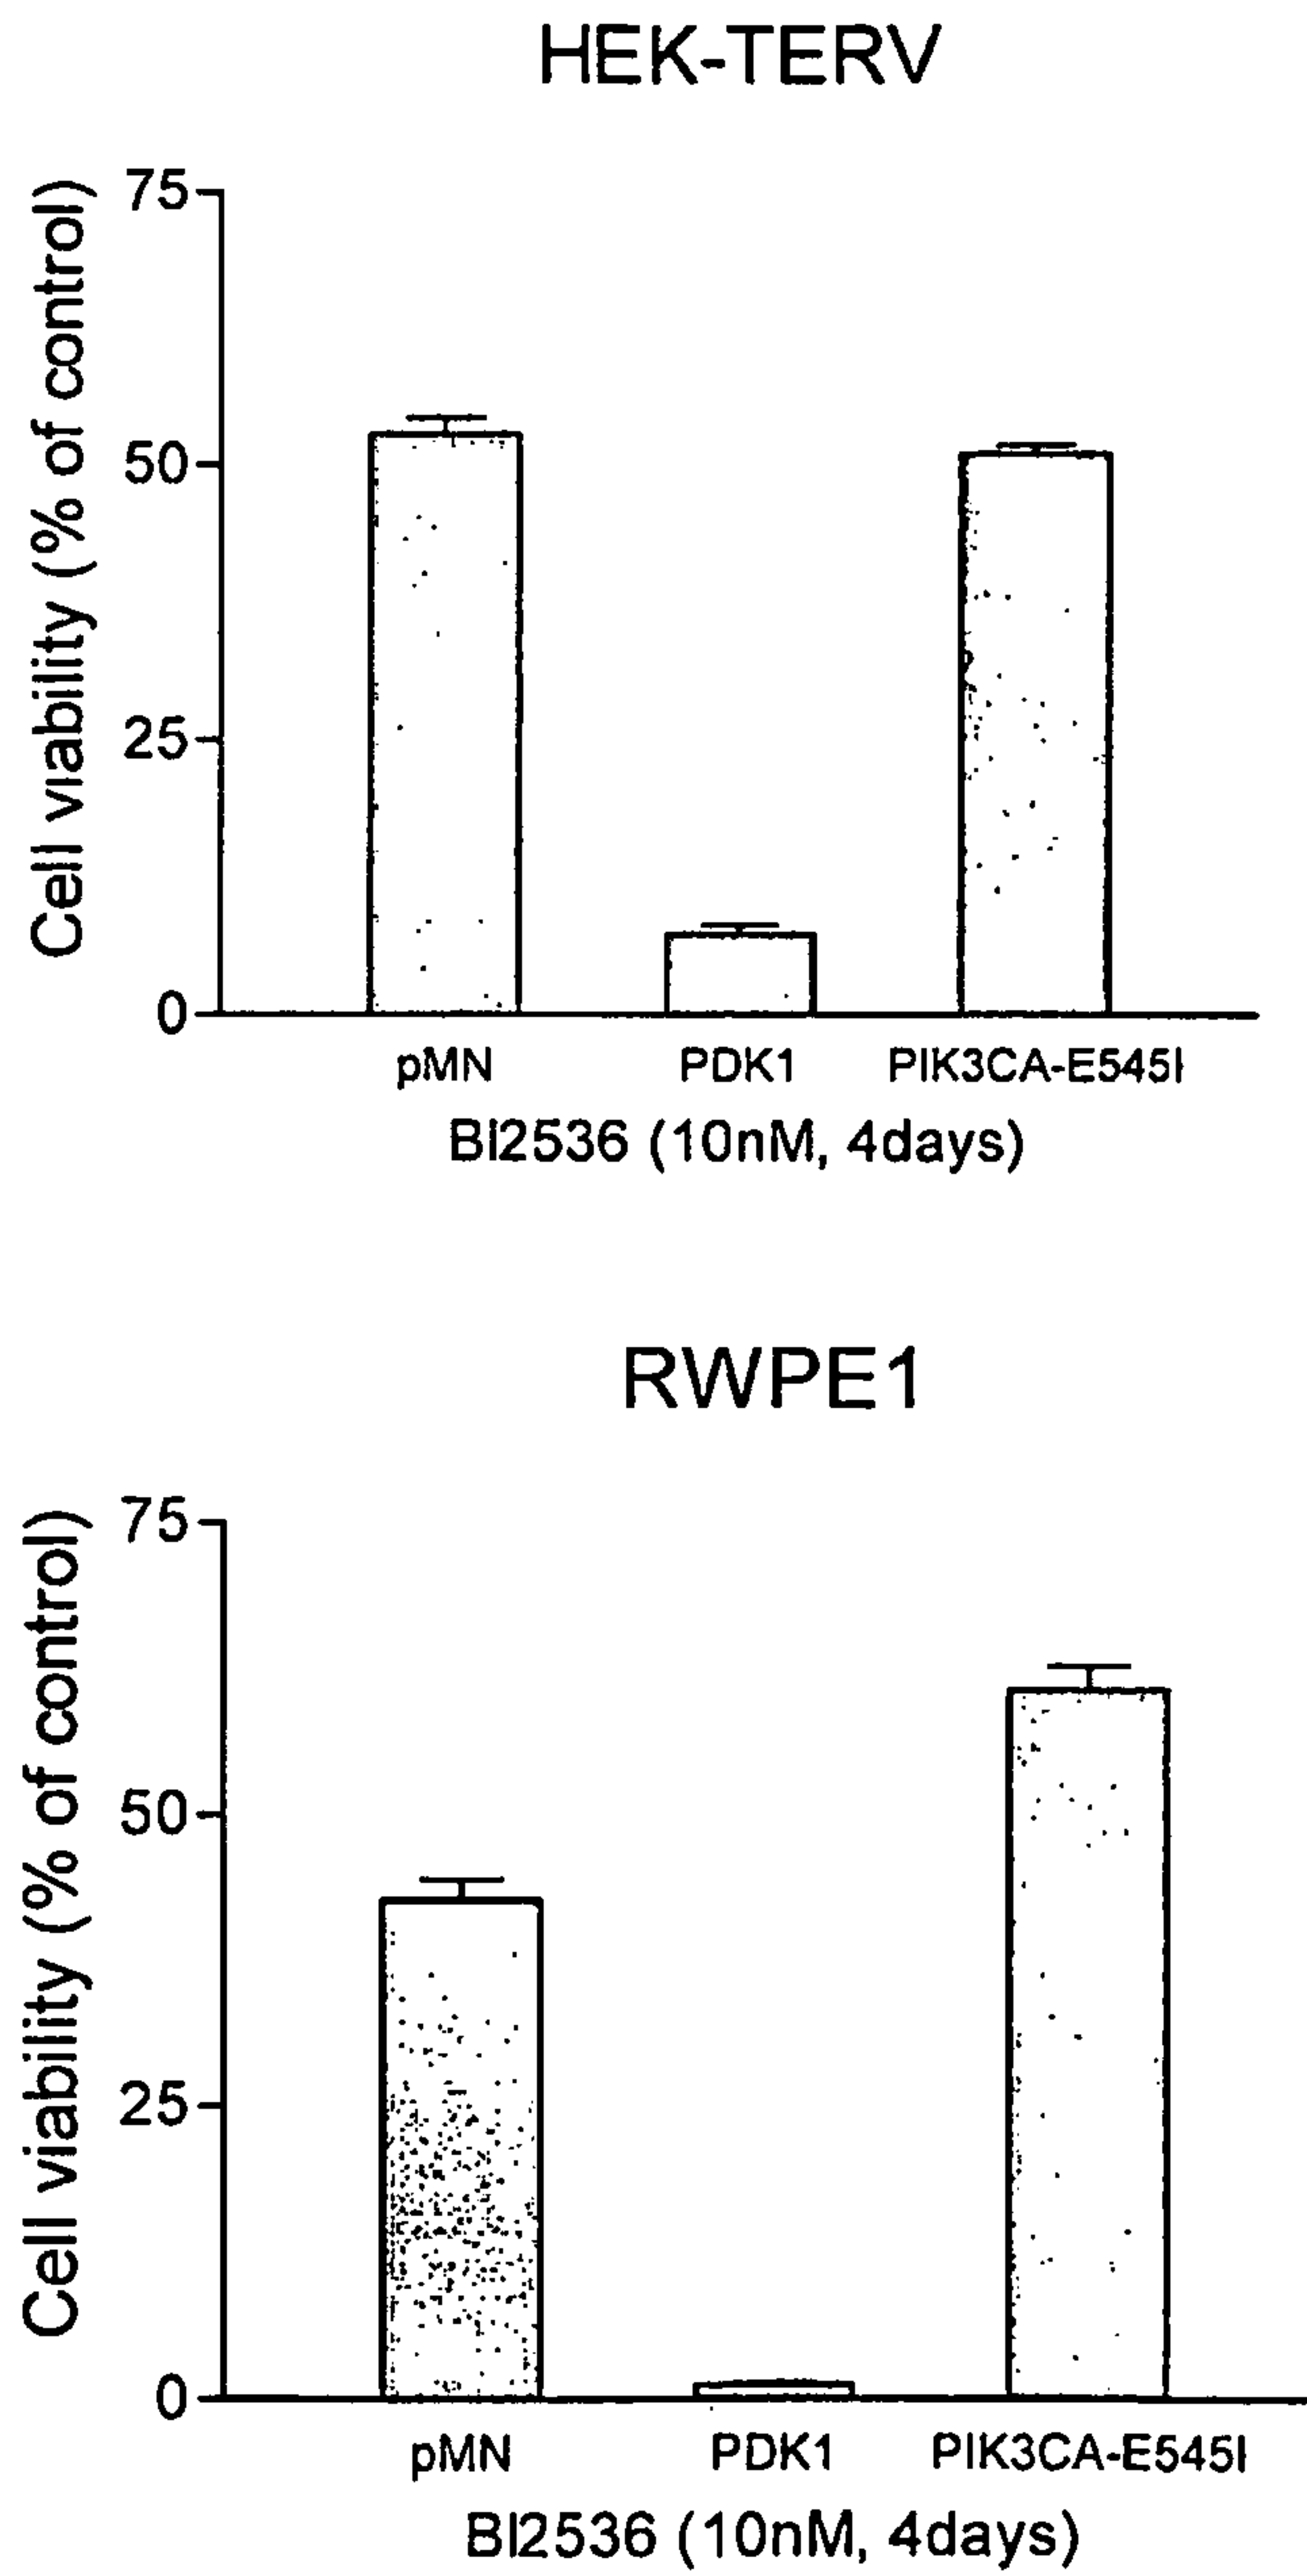 HEK-TERV
Cell viability (% of control)
75
50
25
0
pMN PDK1 PIK3CA-E545I
BI2536 (10nM, 4days)
RWPE1
Cell viability (% of control)
75
50
25
0
pMN PDK1 PIK3CA-E545I
BI2536 (10nM, 4days)